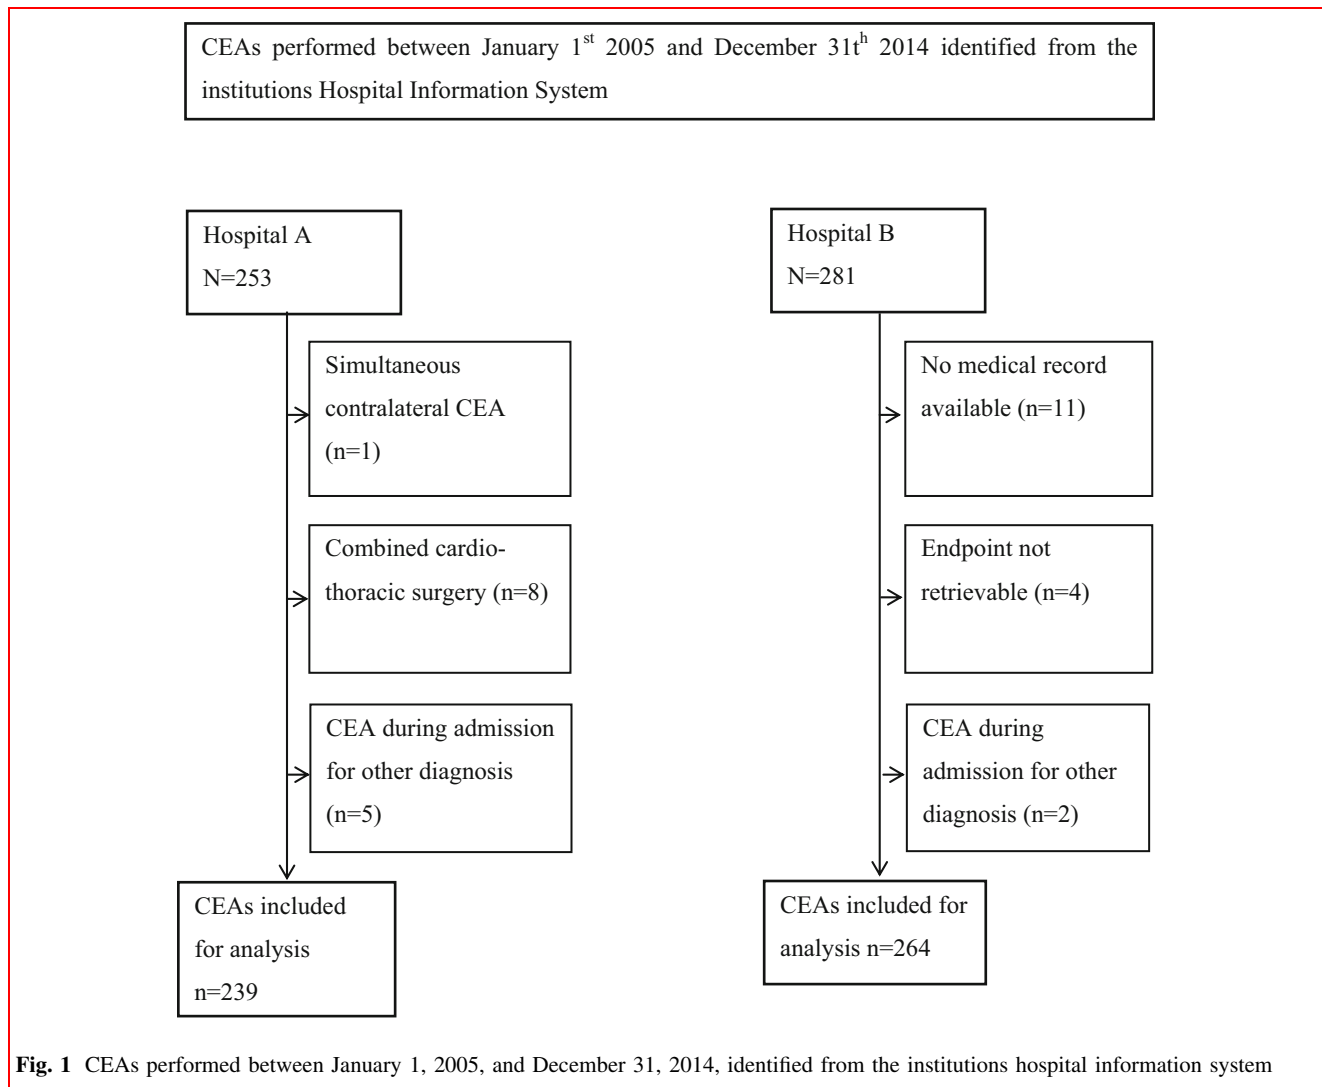 CEAs performed between January 1st 2005 and December 31th 2014 identified from the
institutions Hospital Information System
Hospital A
N=253
Hospital B
N=281
Simultaneous
contralateral CEA
(n=1)
No medical record
available (n=11)
Combined cardio-
thoracic surgery (n=8)
Endpoint not
retrievable (n=4)
CEA during admission
for other diagnosis
(n=5)
CEA during
admission for other
diagnosis (n=2)
CEAs included
for analysis
n=239
CEAs included for
analysis n=264
Fig. 1 CEAs performed between January 1, 2005, and December 31, 2014, identified from the institutions hospital information system